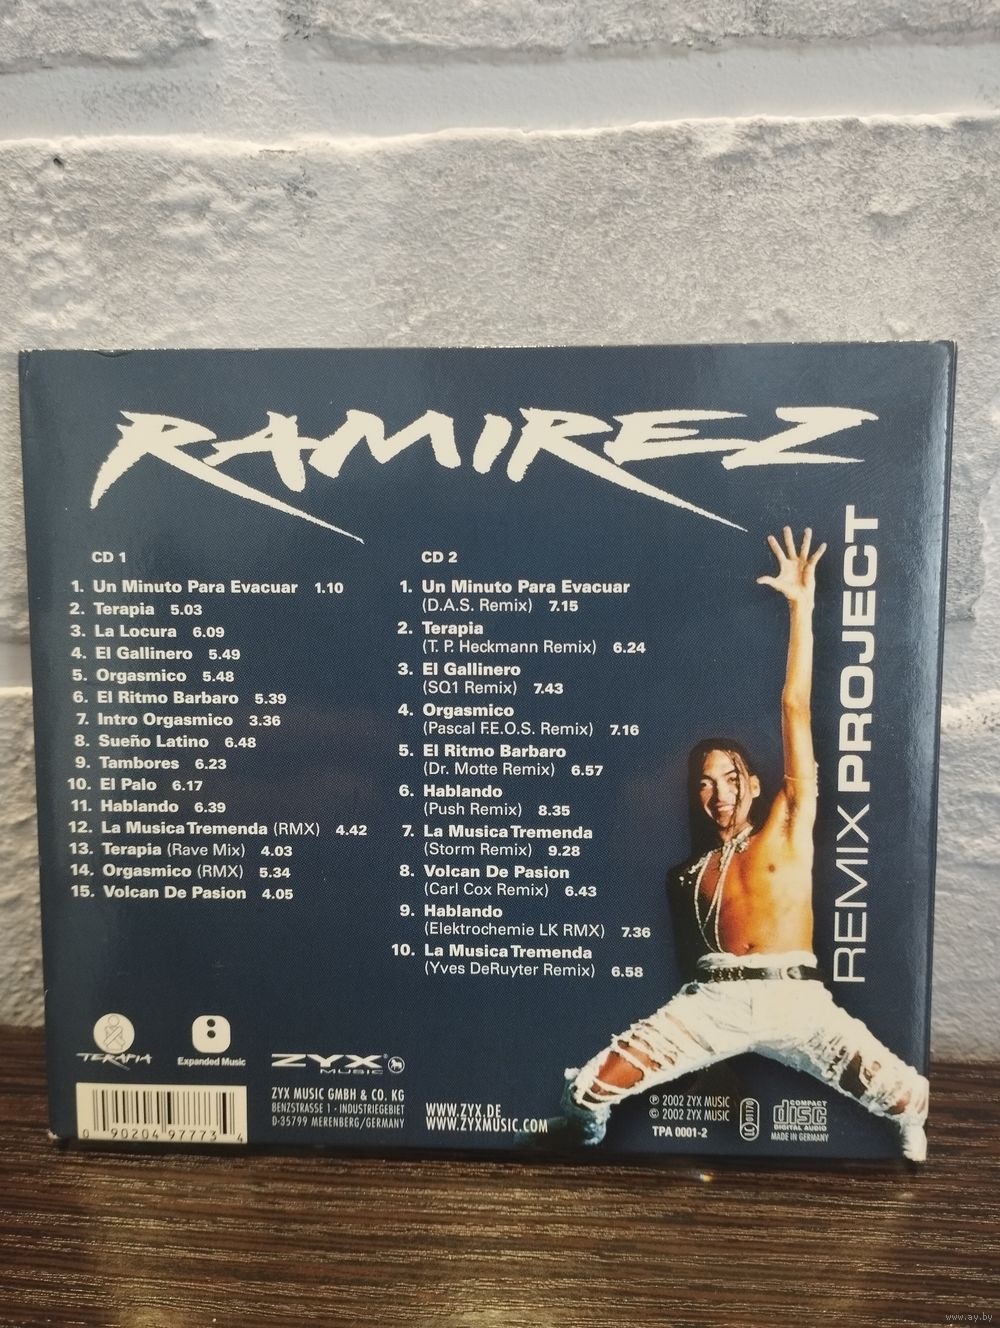 RAMIREZ
REMIX PROJECT
CD 1
1. Un Minuto Para Evacuar 1.10
2. Terapia 5.03
3. La Locura 6.09
4. El Gallinero 5.49
5. Orgasmico 5.48
6. El Ritmo Barbaro 5.39
7. Intro Orgasmico 3.36
8. Sueño Latino 6.48
9. Tambores 6.23
10. El Palo 6.17
11. Hablando 6.39
12. La Musica Tremenda (RMX) 4.42
13. Terapia (Rave Mix) 4.03
14. Orgasmico (RMX) 5.34
15. Volcan De Pasion 4.05
CD 2
1. Un Minuto Para Evacuar
(D.A.S. Remix) 7.15
2. Terapia
(T. P. Heckmann Remix) 6.24
3. El Gallinero
(SQ1 Remix) 7.43
4. Orgasmico
(Pascal F.E.O.S. Remix) 7.16
5. El Ritmo Barbaro
(Dr. Motte Remix) 6.57
6. Hablando
(Push Remix) 8.35
7. La Musica Tremenda
(Storm Remix) 9.28
8. Volcan De Pasion
(Carl Cox Remix) 6.43
9. Hablando
(Elektrochemie LK RMX) 7.36
10. La Musica Tremenda
(Yves DeRuyter Remix) 6.58
TERAPIA
Expanded Music
ZYX®
MUSIC
0 90204 97773 4
ZYX MUSIC GMBH & CO. KG
BENZSTRASSE 1 · INDUSTRIEGEBIET
D-35799 MERENBERG/GERMANY
WWW.ZYX.DE
WWW.ZYXMUSIC.COM
℗ 2002 ZYX MUSIC
© 2002 ZYX MUSIC
TPA 0001-2
LC 01170
COMPACT
disc
DIGITAL AUDIO
MADE IN GERMANY
www.ay.by